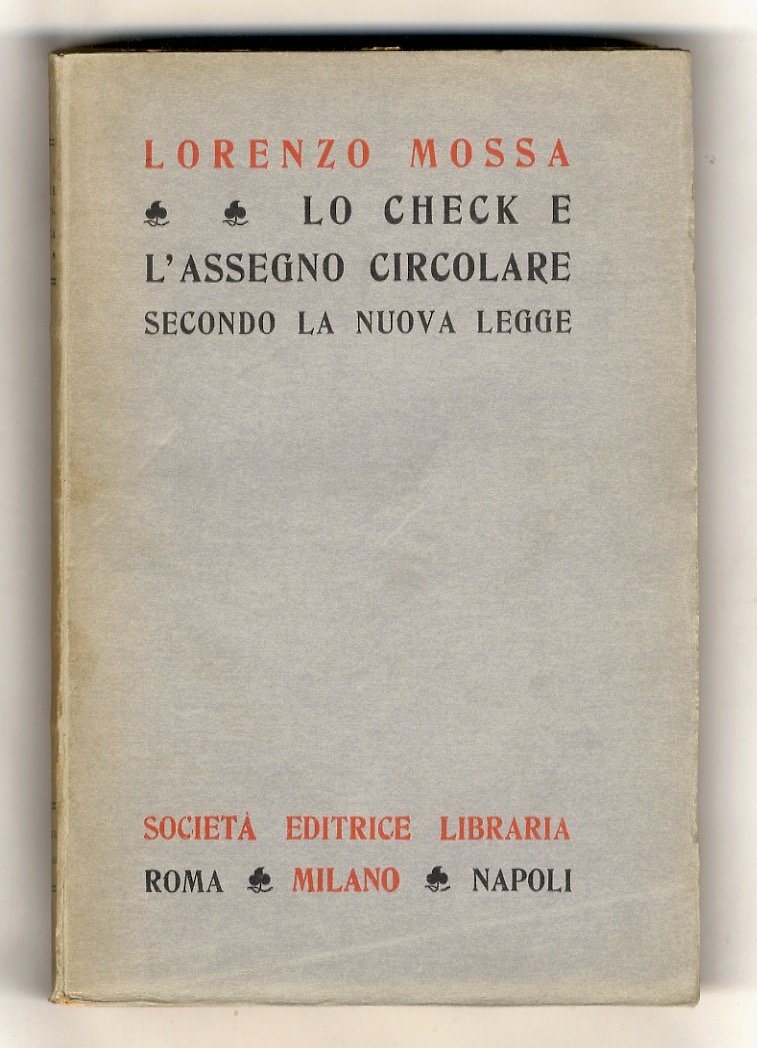 LORENZO MOSSA
LO CHECK E
L'ASSEGNO CIRCOLARE
SECONDO LA NUOVA LEGGE
SOCIETÀ EDITRICE LIBRARIA
ROMA MILANO NAPOLI